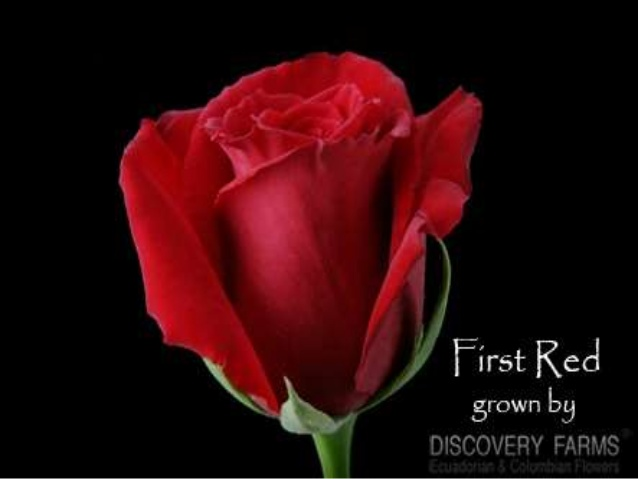 First Red
grown by
DISCOVERY FARMS®
Ecuadorian & Colombian Flowers